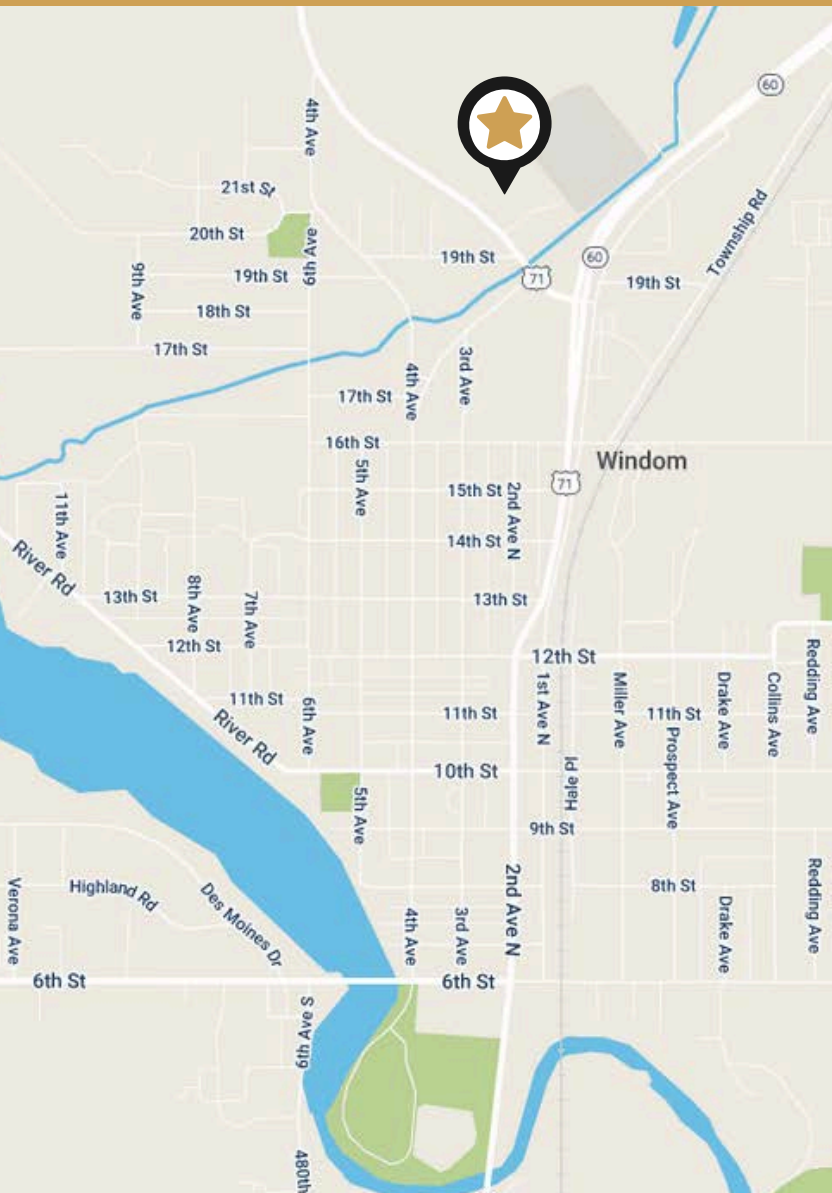 60
4th Ave
21st St
20th St
6th Ave
19th St
60
Township Rd
9th Ave
19th St
71
19th St
18th St
17th St
3rd Ave
4th Ave
17th St
16th St
Windom
5th Ave
15th St
2nd Ave N
71
11th Ave
14th St
River Rd
13th St
8th Ave
7th Ave
13th St
12th St
12th St
Redding Ave
11th St
6th Ave
11th St
1st Ave N
Miller Ave
11th St
Drake Ave
Collins Ave
River Rd
Prospect Ave
10th St
Hale Pl
5th Ave
9th St
Verona Ave
Highland Rd
Des Moines Dr
2nd Ave N
8th St
Redding Ave
4th Ave
3rd Ave
Drake Ave
6th St
6th St
6th Ave S
480th